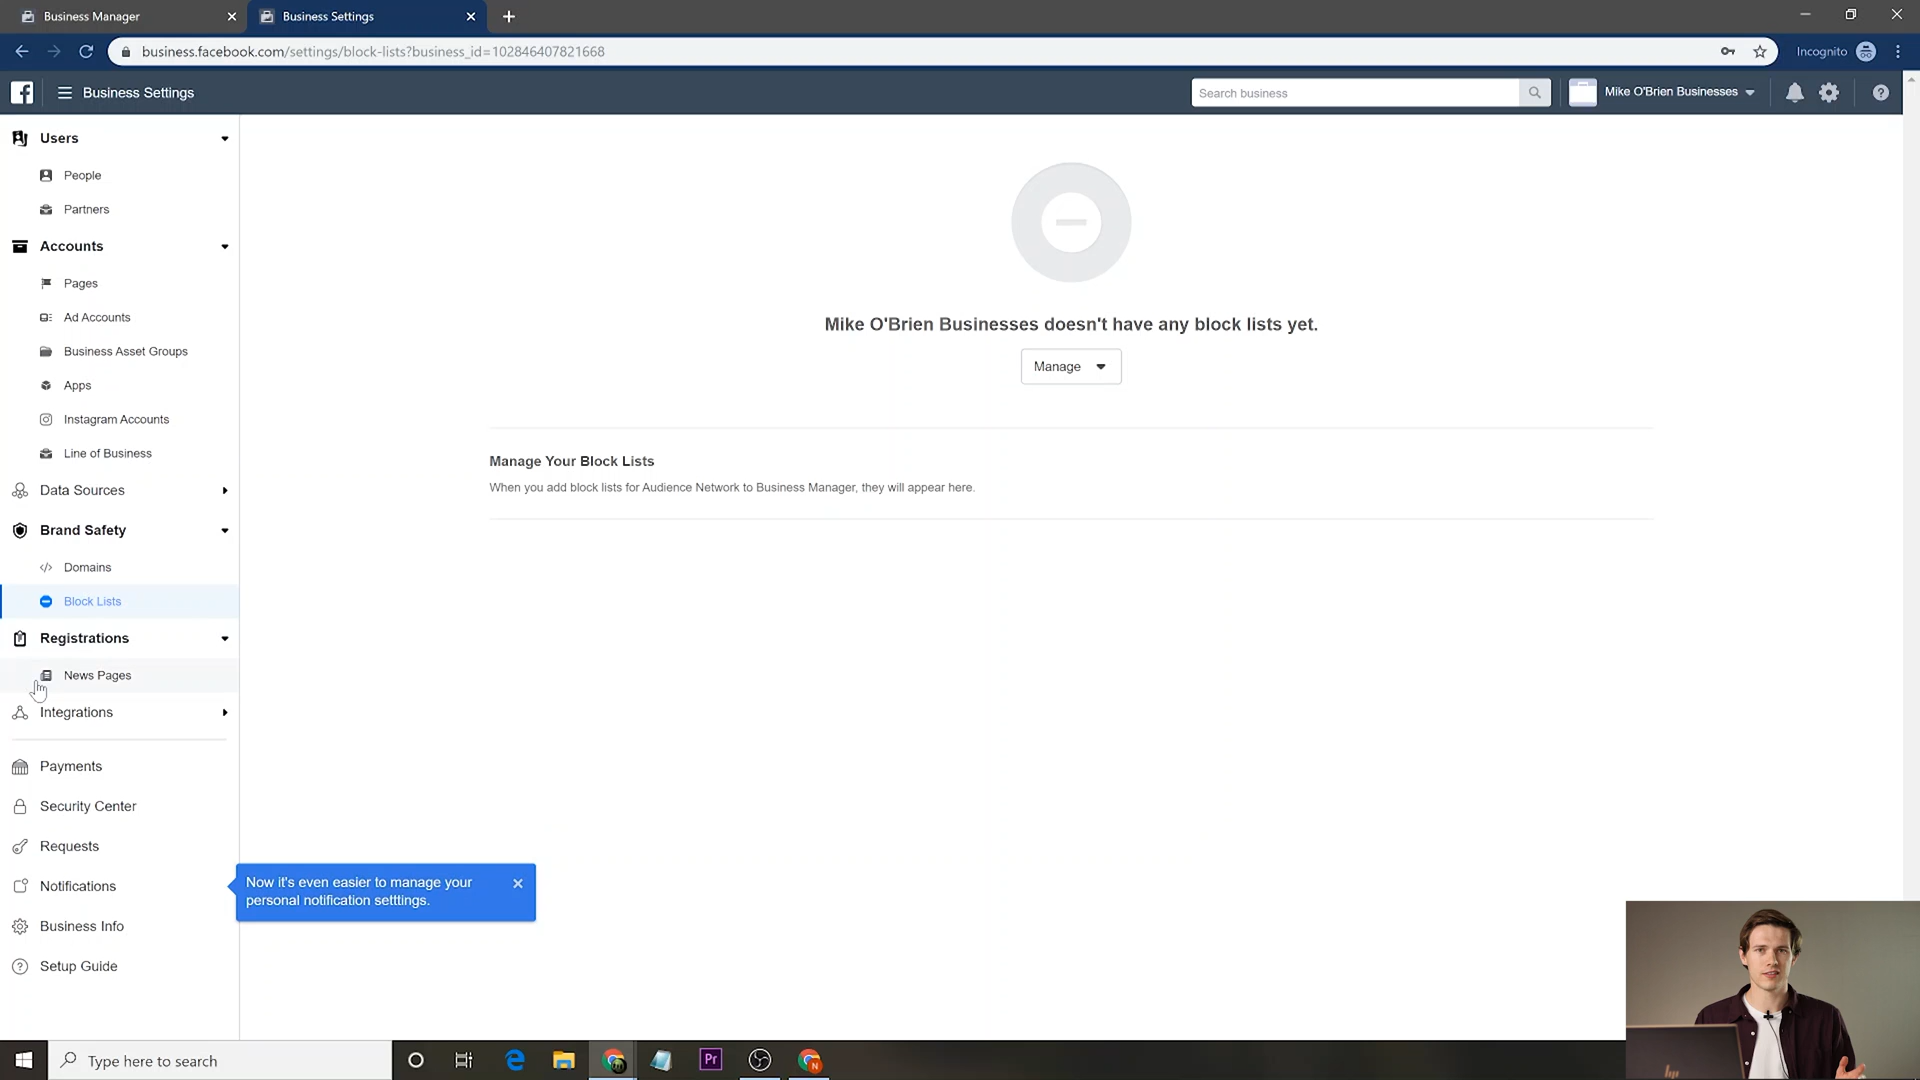 Business Manager
Business Settings
business.facebook.com/settings/block-lists?business_id=102846407821668
Incognito
Business Settings
Search business
Mike O'Brien Businesses
Users
People
Partners
Accounts
Pages
Ad Accounts
Business Asset Groups
Apps
Instagram Accounts
Line of Business
Data Sources
Brand Safety
Domains
Block Lists
Registrations
News Pages
Integrations
Payments
Security Center
Requests
Notifications
Business Info
Setup Guide
Mike O'Brien Businesses doesn't have any block lists yet.
Manage
Manage Your Block Lists
When you add block lists for Audience Network to Business Manager, they will appear here.
Now it's even easier to manage your
personal notification setttings.
Type here to search
Pr
N
hp